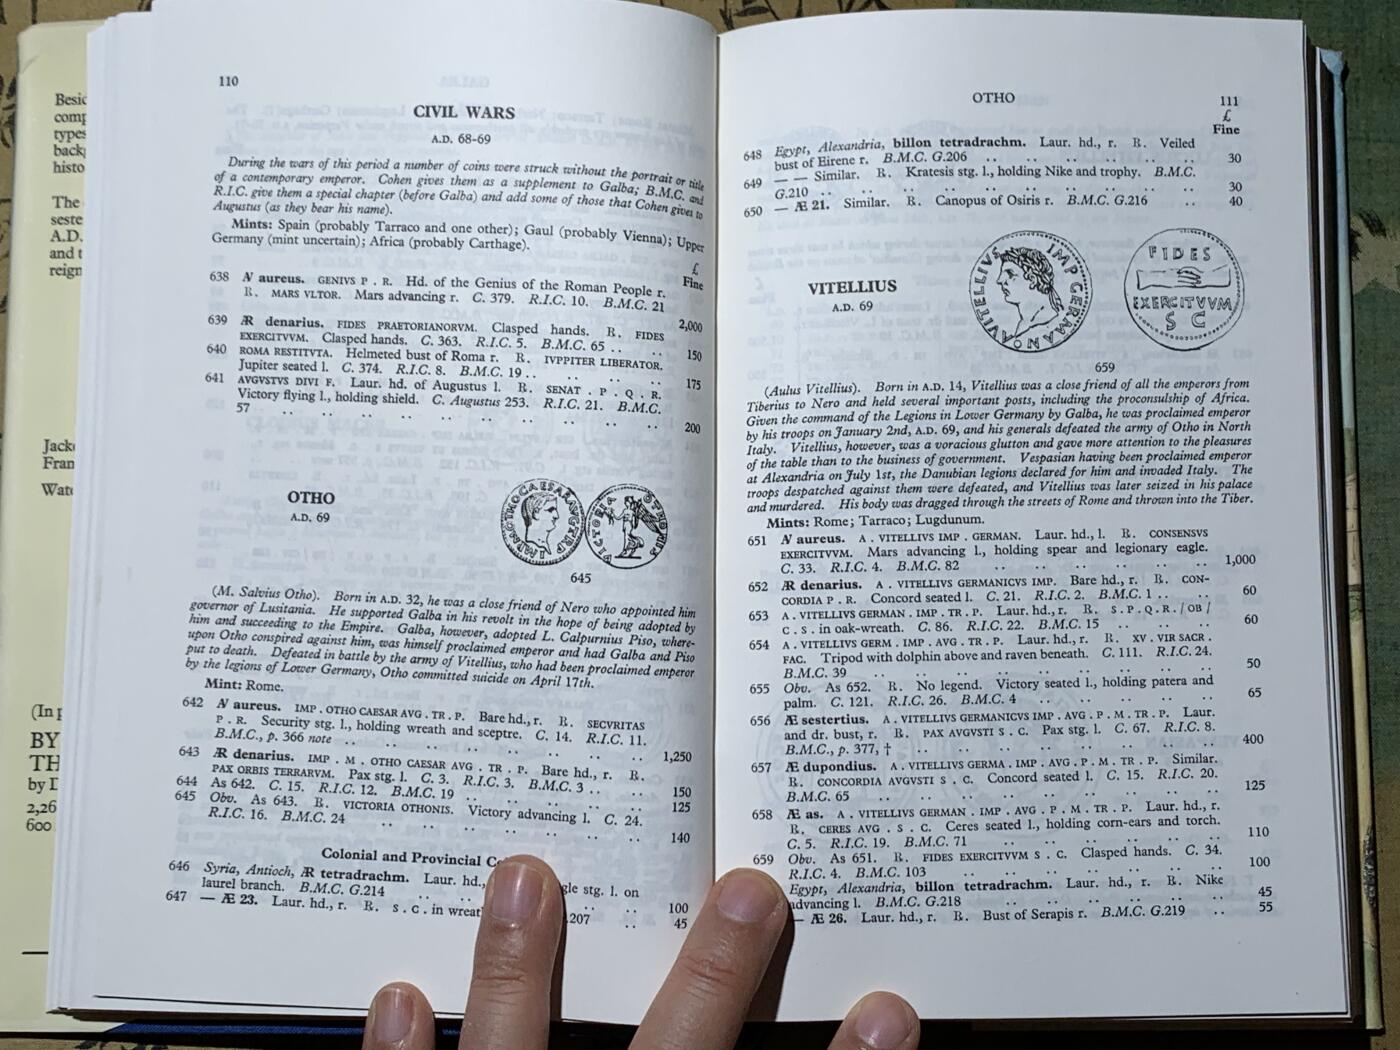 Besid
comp
types
back
histo
The
seste
A.D.
and t
reign
Jack
Fran
Wate
(In p
BY
TH
by D
2,26
600
110
CIVIL WARS
A.D. 68-69
During the wars of this period a number of coins were struck without the portrait or title
of a contemporary emperor. Cohen gives them as a supplement to Galba; B.M.C. and
R.I.C. give them a special chapter (before Galba) and add some of those that Cohen gives to
Augustus (as they bear his name).
Mints: Spain (probably Tarraco and one other); Gaul (probably Vienna); Upper
Germany (mint uncertain); Africa (probably Carthage).
£
Fine
638 N aureus. GENIVS P . R. Hd. of the Genius of the Roman People r.
R. MARS VLTOR. Mars advancing r. C. 379. R.I.C. 10. B.M.C. 21
2,000
639 Æ denarius. FIDES PRAETORIANORVM. Clasped hands. R. FIDES
EXERCITVVM. Clasped hands. C. 363. R.I.C. 5. B.M.C. 65 .. .. 150
640 ROMA RESTITVTA. Helmeted bust of Roma r. R. IVPPITER LIBERATOR.
Jupiter seated l. C. 374. R.I.C. 8. B.M.C. 19 .. .. .. .. 175
641 AVGVSTVS DIVI F. Laur. hd. of Augustus l. R. SENAT . P . Q . R.
Victory flying l., holding shield. C. Augustus 253. R.I.C. 21. B.M.C.
57 .. .. .. .. .. .. .. .. .. 200
OTHO
A.D. 69
IMP M OTHO CAESAR AVG TR P
VICTORIA OTHONIS
645
(M. Salvius Otho). Born in A.D. 32, he was a close friend of Nero who appointed him
governor of Lusitania. He supported Galba in his revolt in the hope of being adopted by
him and succeeding to the Empire. Galba, however, adopted L. Calpurnius Piso, where-
upon Otho conspired against him, was himself proclaimed emperor and had Galba and Piso
put to death. Defeated in battle by the army of Vitellius, who had been proclaimed emperor
by the legions of Lower Germany, Otho committed suicide on April 17th.
Mint: Rome.
642 N aureus. IMP . OTHO CAESAR AVG . TR . P. Bare hd., r. R. SECVRITAS
P . R. Security stg. l., holding wreath and sceptre. C. 14. R.I.C. 11.
B.M.C., p. 366 note .. .. .. .. .. .. .. 1,250
643 Æ denarius. IMP . M . OTHO CAESAR AVG . TR . P. Bare hd., r. R.
PAX ORBIS TERRARVM. Pax stg. l. C. 3. R.I.C. 3. B.M.C. 3 .. .. 150
644 As 642. C. 15. R.I.C. 12. B.M.C. 19 .. .. .. .. .. 125
645 Obv. As 643. R. VICTORIA OTHONIS. Victory advancing l. C. 24.
R.I.C. 16. B.M.C. 24 .. .. .. .. .. .. 140
Colonial and Provincial
646 Syria, Antioch, Æ tetradrachm. Laur. hd., gle stg. l. on
laurel branch. B.M.C. G.214 .. .. 100
647 — Æ 23. Laur. hd., r. R. S . C . in wreat .207 .. 45
OTHO
111
£
Fine
648 Egypt, Alexandria, billon tetradrachm. Laur. hd., r. R. Veiled
bust of Eirene r. B.M.C. G.206 .. .. .. .. .. 30
649 — — Similar. R. Kratesis stg. l., holding Nike and trophy. B.M.C.
G.210 .. .. .. .. .. .. .. .. .. 30
650 — Æ 21. Similar. R. Canopus of Osiris r. B.M.C. G.216 .. .. 40
VITELLIUS
A.D. 69
A VITELLIVS IMP GERMAN
FIDES
EXERCITVVM
S C
659
(Aulus Vitellius). Born in A.D. 14, Vitellius was a close friend of all the emperors from
Tiberius to Nero and held several important posts, including the proconsulship of Africa.
Given the command of the Legions in Lower Germany by Galba, he was proclaimed emperor
by his troops on January 2nd, A.D. 69, and his generals defeated the army of Otho in North
Italy. Vitellius, however, was a voracious glutton and gave more attention to the pleasures
of the table than to the business of government. Vespasian having been proclaimed emperor
at Alexandria on July 1st, the Danubian legions declared for him and invaded Italy. The
troops despatched against them were defeated, and Vitellius was later seized in his palace
and murdered. His body was dragged through the streets of Rome and thrown into the Tiber.
Mints: Rome; Tarraco; Lugdunum.
651 N aureus. A . VITELLIVS IMP . GERMAN. Laur. hd., l. R. CONSENSVS
EXERCITVVM. Mars advancing l., holding spear and legionary eagle.
C. 33. R.I.C. 4. B.M.C. 82 .. .. .. .. .. .. 1,000
652 Æ denarius. A . VITELLIVS GERMANICVS IMP. Bare hd., r. R. CON-
CORDIA P . R. Concord seated l. C. 21. R.I.C. 2. B.M.C. 1 .. .. 60
653 A . VITELLIVS GERMAN . IMP . TR . P. Laur. hd., r. R. S . P . Q . R . / OB /
C . S . in oak-wreath. C. 86. R.I.C. 22. B.M.C. 15 .. .. .. 60
654 A . VITELLIVS GERM . IMP . AVG . TR . P. Laur. hd., r. R. XV . VIR SACR .
FAC. Tripod with dolphin above and raven beneath. C. 111. R.I.C. 24.
B.M.C. 39 .. .. .. .. .. .. .. .. 50
655 Obv. As 652. R. No legend. Victory seated l., holding patera and
palm. C. 121. R.I.C. 26. B.M.C. 4 .. .. .. .. .. 65
656 Æ sestertius. A . VITELLIVS GERMANICVS IMP . AVG . P . M . TR . P. Laur.
and dr. bust, r. R. PAX AVGVSTI S . C. Pax stg. l. C. 67. R.I.C. 8.
B.M.C., p. 377, † .. .. .. .. .. .. .. 400
657 Æ dupondius. A . VITELLIVS GERMA . IMP . AVG . P . M . TR . P. Similar.
R. CONCORDIA AVGVSTI S . C. Concord seated l. C. 15. R.I.C. 20.
B.M.C. 65 .. .. .. .. .. .. .. .. 125
658 Æ as. A . VITELLIVS GERMAN . IMP . AVG . P . M . TR . P. Laur. hd., r.
R. CERES AVG . S . C. Ceres seated l., holding corn-ears and torch.
C. 5. R.I.C. 19. B.M.C. 71 .. .. .. .. .. .. 110
659 Obv. As 651. R. FIDES EXERCITVVM S . C. Clasped hands. C. 34.
R.I.C. 4. B.M.C. 103 .. .. .. .. .. .. 100
Egypt, Alexandria, billon tetradrachm. Laur. hd., r. R. Nike
advancing l. B.M.C. G.218 .. .. .. .. .. 45
— Æ 26. Laur. hd., r. R. Bust of Serapis r. B.M.C. G.219 .. 55